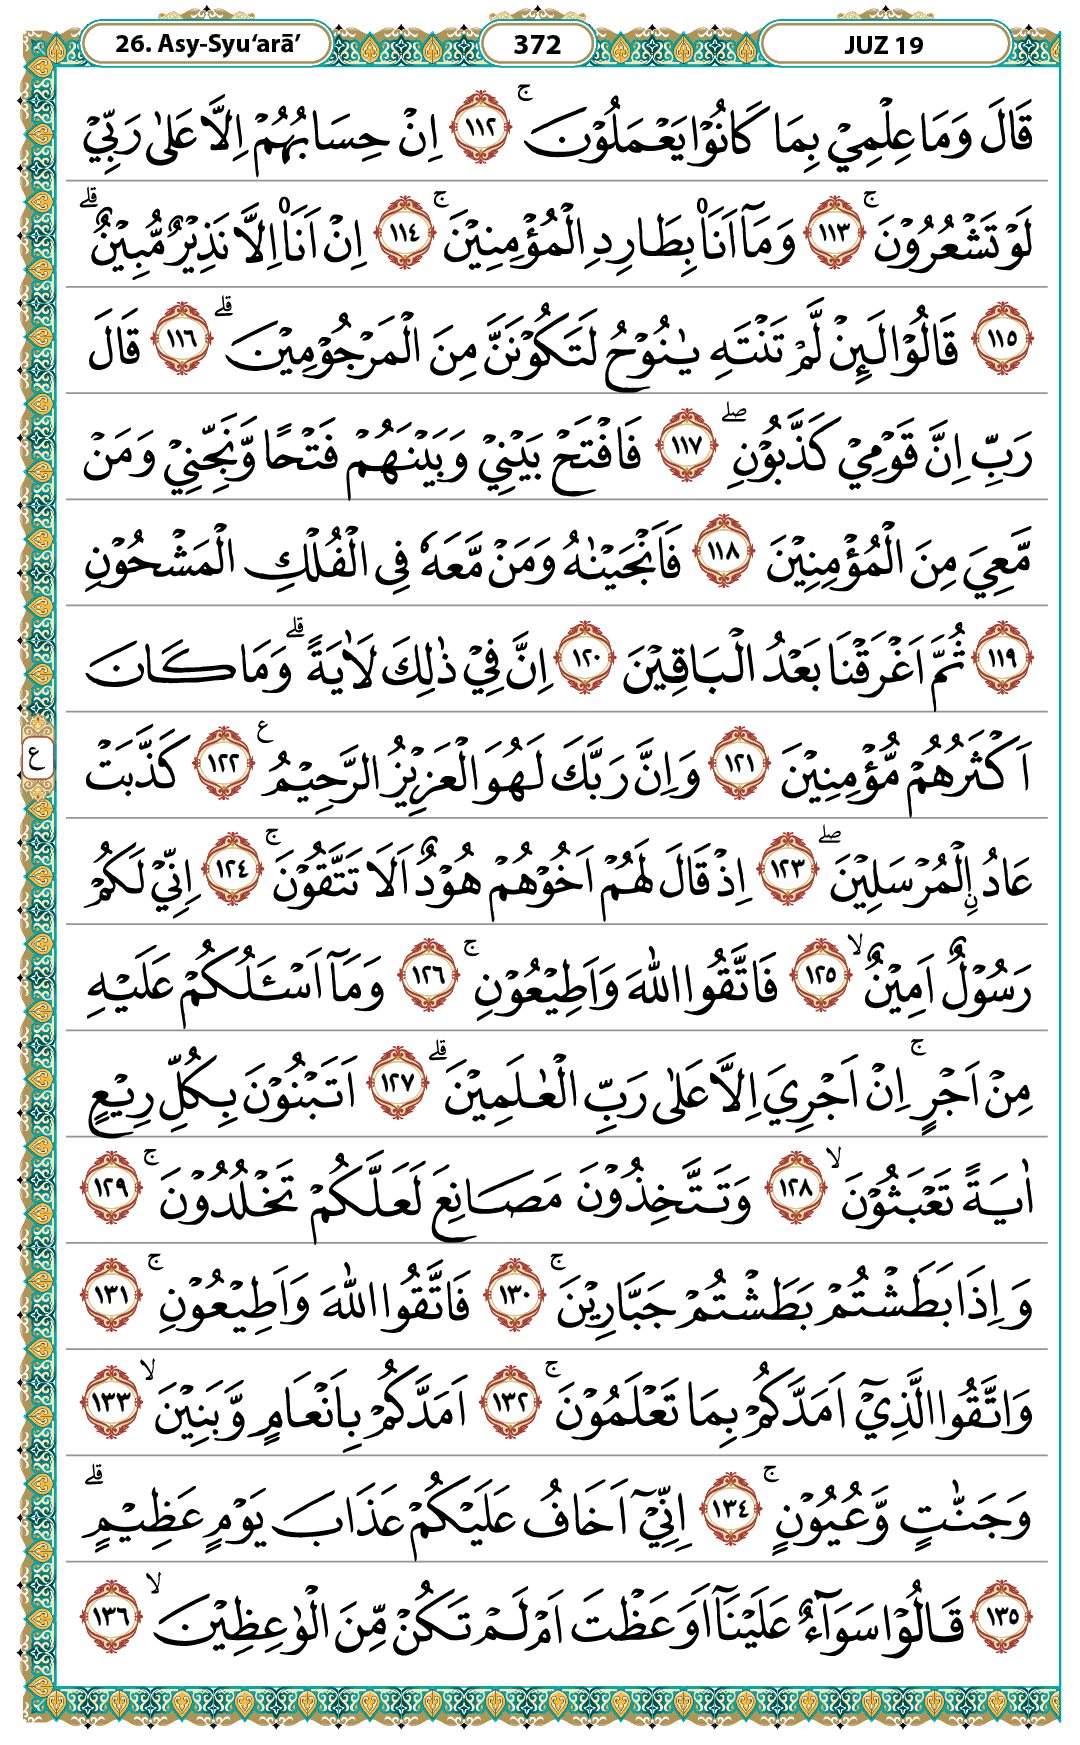 26. Asy-Syu‘arā’ 372 JUZ 19
قَالَ وَمَا عِلْمِيْ بِمَا كَانُوْا يَعْمَلُوْنَ ۚ ١١٢ اِنْ حِسَابُهُمْ اِلَّا عَلٰى رَبِّيْ
لَوْ تَشْعُرُوْنَ ۚ ١١٣ وَمَآ اَنَا۠ بِطَارِدِ الْمُؤْمِنِيْنَ ۚ ١١٤ اِنْ اَنَا۠ اِلَّا نَذِيْرٌ مُّبِيْنٌ ۗ
١١٥ قَالُوْا لَىِٕنْ لَّمْ تَنْتَهِ يٰنُوْحُ لَتَكُوْنَنَّ مِنَ الْمَرْجُوْمِيْنَ ۗ ١١٦ قَالَ
رَبِّ اِنَّ قَوْمِيْ كَذَّبُوْنِ ۖ ١١٧ فَافْتَحْ بَيْنِيْ وَبَيْنَهُمْ فَتْحًا وَّنَجِّنِيْ وَمَنْ
مَّعِيَ مِنَ الْمُؤْمِنِيْنَ ١١٨ فَاَنْجَيْنٰهُ وَمَنْ مَّعَهٗ فِى الْفُلْكِ الْمَشْحُوْنِ
١١٩ ثُمَّ اَغْرَقْنَا بَعْدُ الْبَاقِيْنَ ١٢٠ اِنَّ فِيْ ذٰلِكَ لَاٰيَةً ۗ وَمَا كَانَ
ع اَكْثَرُهُمْ مُّؤْمِنِيْنَ ١٢١ وَاِنَّ رَبَّكَ لَهُوَ الْعَزِيْزُ الرَّحِيْمُ ࣖ ١٢٢ كَذَّبَتْ
عَادُ ِۨالْمُرْسَلِيْنَ ۖ ١٢٣ اِذْ قَالَ لَهُمْ اَخُوْهُمْ هُوْدٌ اَلَا تَتَّقُوْنَ ۚ ١٢٤ اِنِّيْ لَكُمْ
رَسُوْلٌ اَمِيْنٌ ۙ ١٢٥ فَاتَّقُوا اللّٰهَ وَاَطِيْعُوْنِ ۚ ١٢٦ وَمَآ اَسْـَٔلُكُمْ عَلَيْهِ
مِنْ اَجْرٍ ۚ اِنْ اَجْرِيَ اِلَّا عَلٰى رَبِّ الْعٰلَمِيْنَ ۗ ١٢٧ اَتَبْنُوْنَ بِكُلِّ رِيْعٍ
اٰيَةً تَعْبَثُوْنَ ۙ ١٢٨ وَتَتَّخِذُوْنَ مَصَانِعَ لَعَلَّكُمْ تَخْلُدُوْنَ ۚ ١٢٩
وَاِذَا بَطَشْتُمْ بَطَشْتُمْ جَبَّارِيْنَ ۚ ١٣٠ فَاتَّقُوا اللّٰهَ وَاَطِيْعُوْنِ ۚ ١٣١
وَاتَّقُوا الَّذِيْٓ اَمَدَّكُمْ بِمَا تَعْلَمُوْنَ ۚ ١٣٢ اَمَدَّكُمْ بِاَنْعَامٍ وَّبَنِيْنَ ۙ ١٣٣
وَجَنّٰتٍ وَّعُيُوْنٍ ۚ ١٣٤ اِنِّيْٓ اَخَافُ عَلَيْكُمْ عَذَابَ يَوْمٍ عَظِيْمٍ ۗ
١٣٥ قَالُوْا سَوَاۤءٌ عَلَيْنَآ اَوَعَظْتَ اَمْ لَمْ تَكُنْ مِّنَ الْوٰعِظِيْنَ ۙ ١٣٦